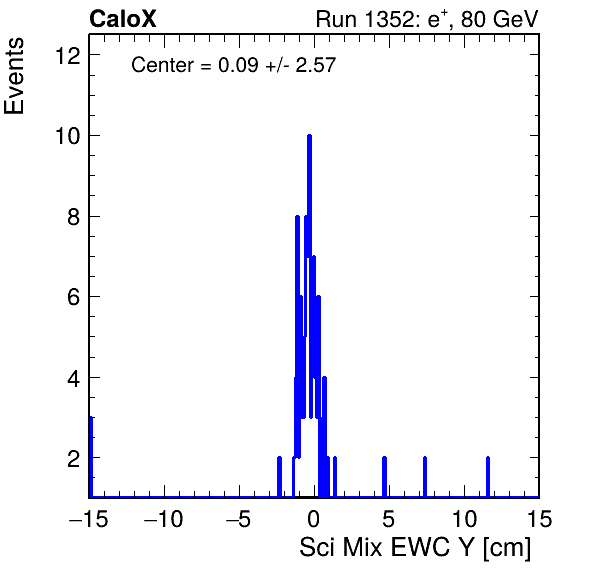 CaloX Run 1352: e⁺, 80 GeV
Events
Center = 0.09 +/- 2.57
12
10
8
6
4
2
−15 −10 −5 0 5 10 15
Sci Mix EWC Y [cm]